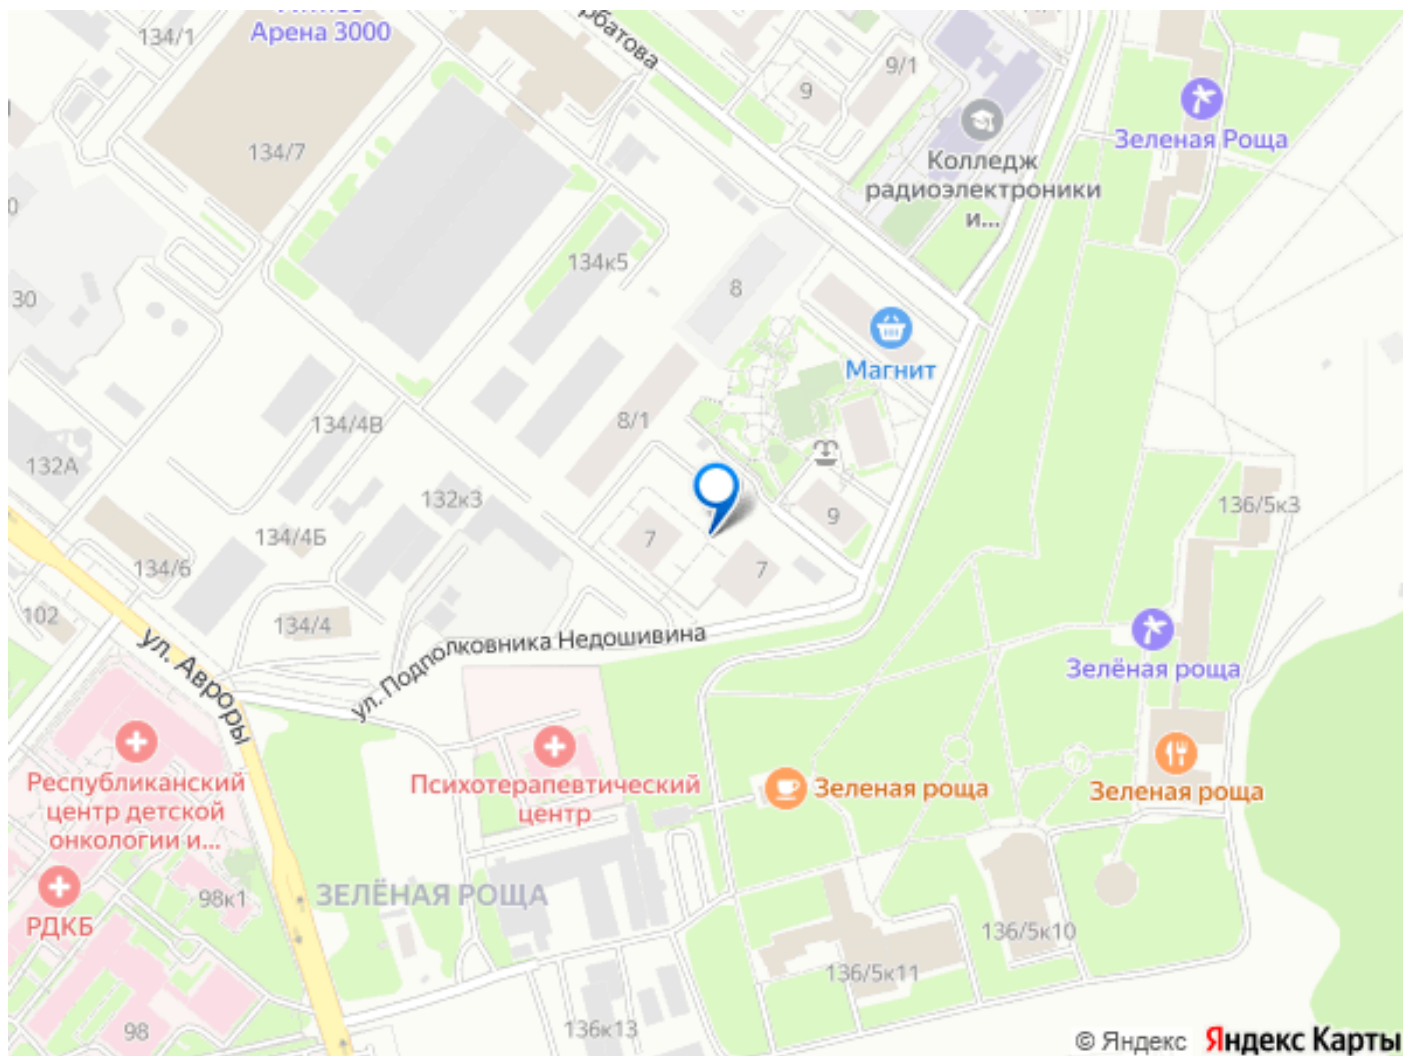 134/1
Арена 3000
рбатова
9/1
9
134/7
Колледж
радиоэлектроники
и...
Зеленая Роща
134к5
8
30
Магнит
134/4В
8/1
132А
132к3
9
136/5к3
134/4Б
7
134/6
7
102
134/4
ул. Подполковника Недошивина
ул. Авроры
Зелёная роща
Республиканский
центр детской
онкологии и...
Психотерапевтический
центр
Зеленая роща
Зеленая роща
РДКБ
98к1
ЗЕЛЁНАЯ РОЩА
136/5к10
136/5к11
98
136к13
© Яндекс Яндекс Карты